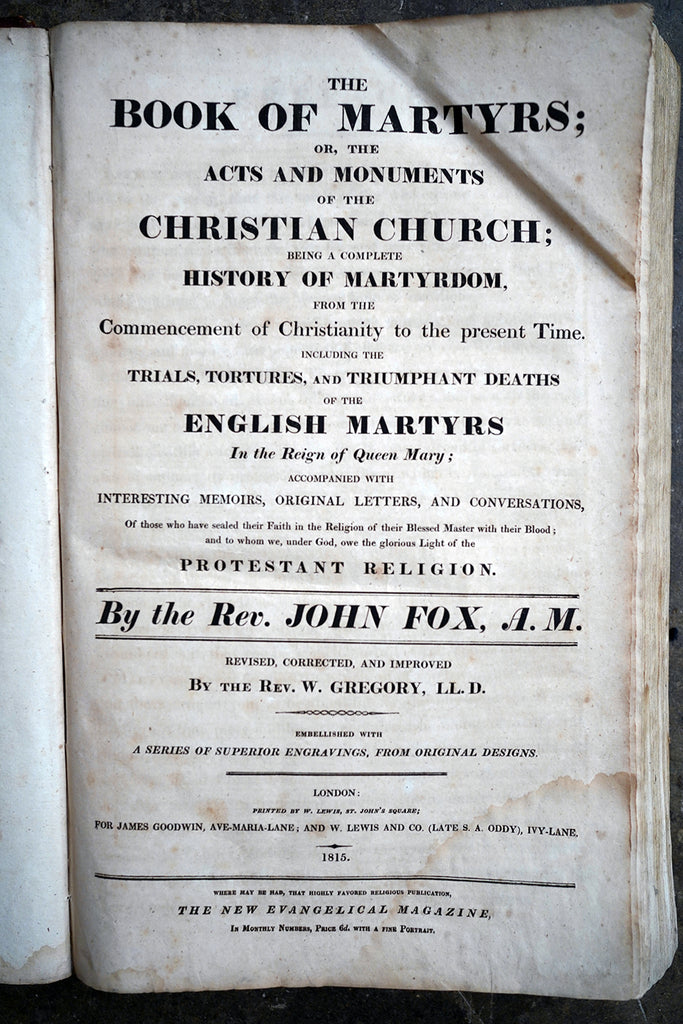 THE
BOOK OF MARTYRS;
OR, THE
ACTS AND MONUMENTS
OF THE
CHRISTIAN CHURCH;
BEING A COMPLETE
HISTORY OF MARTYRDOM,
FROM THE
Commencement of Christianity to the present Time.
INCLUDING THE
TRIALS, TORTURES, AND TRIUMPHANT DEATHS
OF THE
ENGLISH MARTYRS
In the Reign of Queen Mary;
ACCOMPANIED WITH
INTERESTING MEMOIRS, ORIGINAL LETTERS, AND CONVERSATIONS,
Of those who have sealed their Faith in the Religion of their Blessed Master with their Blood;
and to whom we, under God, owe the glorious Light of the
PROTESTANT RELIGION.
By the Rev. JOHN FOX, A. M.
REVISED, CORRECTED, AND IMPROVED
BY THE REV. W. GREGORY, LL. D.
EMBELLISHED WITH
A SERIES OF SUPERIOR ENGRAVINGS, FROM ORIGINAL DESIGNS.
LONDON:
PRINTED BY W. LEWIS, ST. JOHN'S SQUARE;
FOR JAMES GOODWIN, AVE-MARIA-LANE; AND W. LEWIS AND CO. (LATE S. A. ODDY), IVY-LANE.
1815.
WHERE MAY BE HAD, THAT HIGHLY FAVORED RELIGIOUS PUBLICATION,
THE NEW EVANGELICAL MAGAZINE,
IN MONTHLY NUMBERS, PRICE 6d. WITH A FINE PORTRAIT.